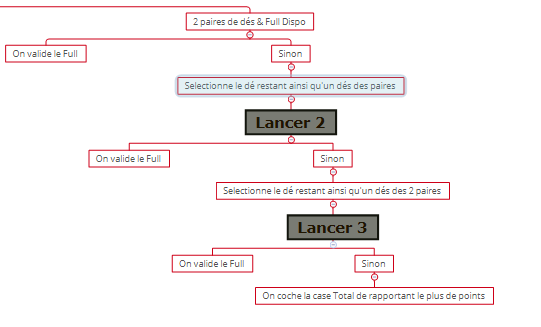 2 paires de dés & Full Dispo
On valide le Full
Sinon
Selectionne le dé restant ainsi qu'un dés des paires
Lancer 2
On valide le Full
Sinon
Selectionne le dé restant ainsi qu'un dés des 2 paires
Lancer 3
On valide le Full
Sinon
On coche la case Total de rapportant le plus de points